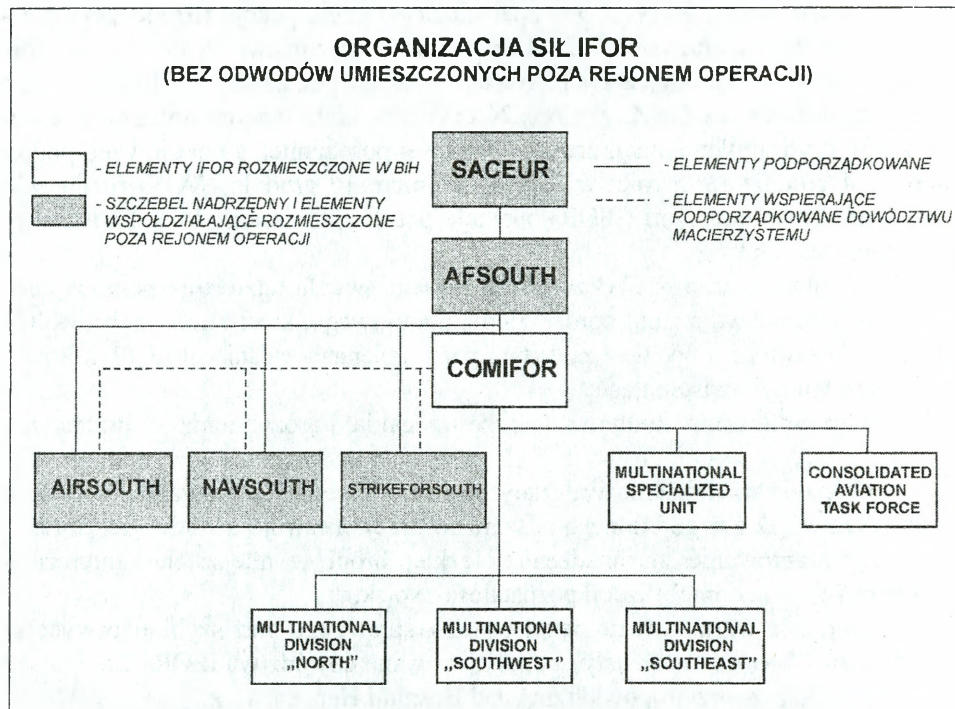 ORGANIZACJA SIŁ IFOR
(BEZ ODWODÓW UMIESZCZONYCH POZA REJONEM OPERACJI)
- ELEMENTY IFOR ROZMIESZCZONE W BIH
- SZCZEBEL NADRZĘDNY I ELEMENTY
WSPÓŁDZIAŁAJĄCE ROZMIESZCZONE
POZA REJONEM OPERACJI
- ELEMENTY PODPORZĄDKOWANE
- ELEMENTY WSPIERAJĄCE
PODPORZĄDKOWANE DOWÓDZTWU
MACIERZYSTEMU
SACEUR
AFSOUTH
COMIFOR
AIRSOUTH
NAVSOUTH
STRIKEFORSOUTH
MULTINATIONAL
SPECIALIZED
UNIT
CONSOLIDATED
AVIATION
TASK FORCE
MULTINATIONAL
DIVISION
„NORTH”
MULTINATIONAL
DIVISION
„SOUTHWEST”
MULTINATIONAL
DIVISION
„SOUTHEAST”